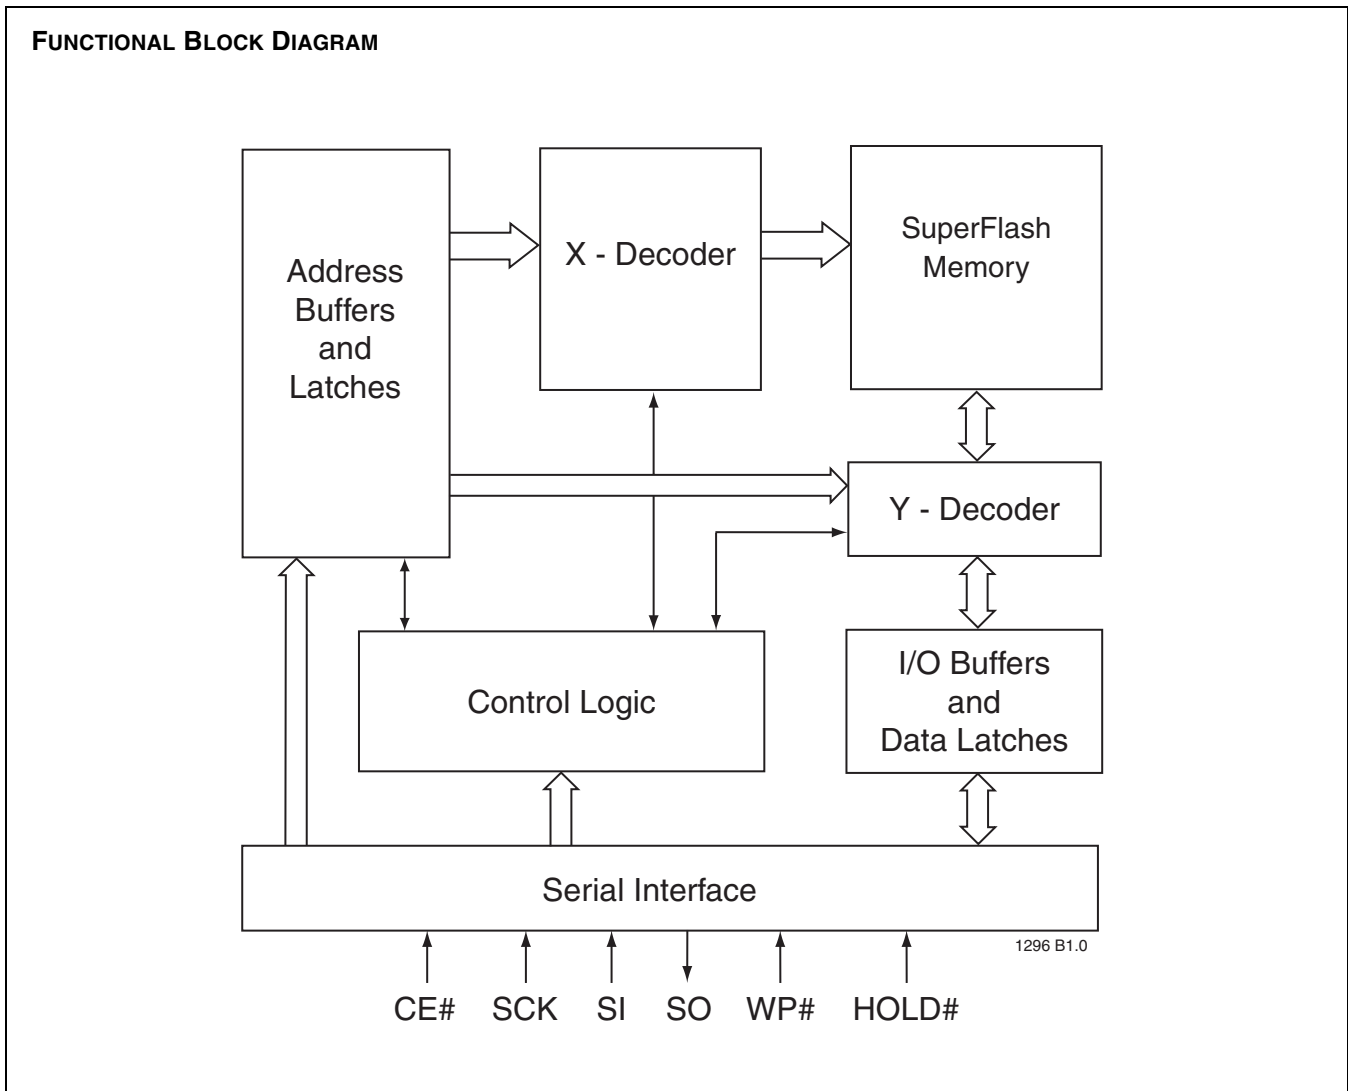 FUNCTIONAL BLOCK DIAGRAM
Address
Buffers
and
Latches
X - Decoder
SuperFlash
Memory
Y - Decoder
Control Logic
I/O Buffers
and
Data Latches
Serial Interface
1296 B1.0
CE# SCK SI SO WP# HOLD#